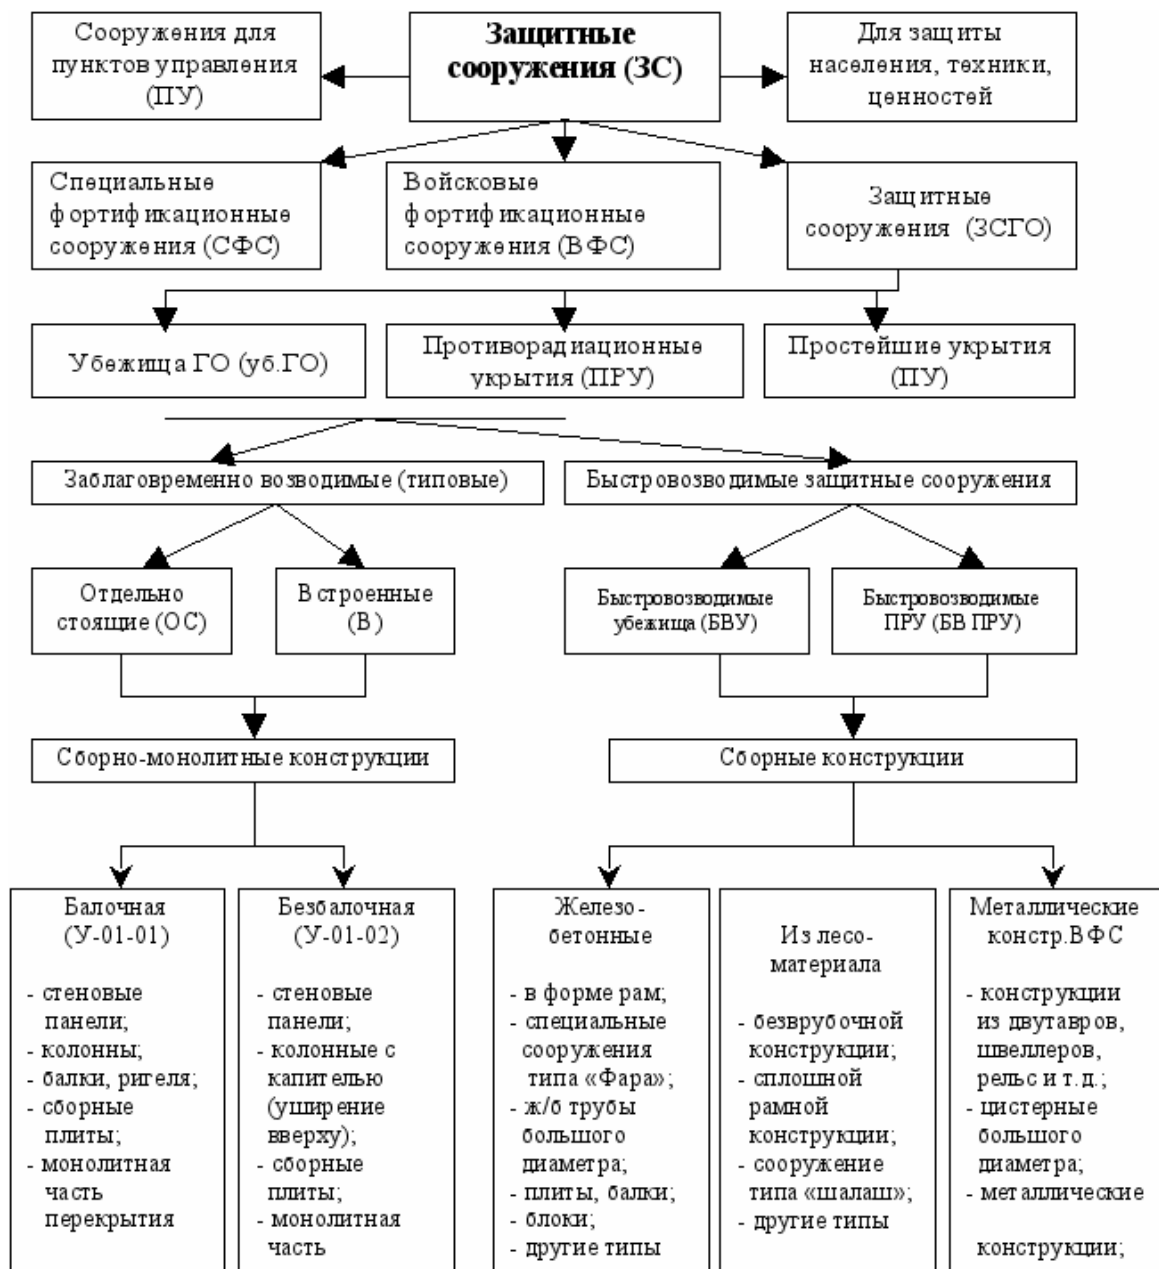 Сооружения для
пунктов управления
(ПУ)
Защитные
сооружения (ЗС)
Для защиты
населения, техники,
ценностей
Специальные
фортификационные
сооружения (СФС)
Войсковые
фортификационные
сооружения (ВФС)
Защитные
сооружения (ЗСГО)
Убежища ГО (уб.ГО)
Противорадиационные
укрытия (ПРУ)
Простейшие укрытия
(ПУ)
Заблаговременно возводимые (типовые)
Быстровозводимые защитные сооружения
Отдельно
стоящие (ОС)
Встроенные
(В)
Быстровозводимые
убежища (БВУ)
Быстровозводимые
ПРУ (БВ ПРУ)
Сборно-монолитные конструкции
Сборные конструкции
Балочная
(У-01-01)
- стеновые
панели;
- колонны;
- балки, ригеля;
- сборные
плиты;
- монолитная
часть
перекрытия
Безбалочная
(У-01-02)
- стеновые
панели;
- колонные с
капителью
(уширение
вверху);
- сборные
плиты;
- монолитная
часть
Железо-
бетонные
- в форме рам;
- специальные
сооружения
типа «Фара»;
- ж/б трубы
большого
диаметра;
- плиты, балки;
- блоки;
- другие типы
Из лесо-
материала
- безврубочной
конструкции;
- сплошной
рамной
конструкции;
- сооружение
типа «шалаш»;
- другие типы
Металлические
констр.ВФС
- конструкции
из двутавров,
швеллеров,
рельс и т.д.;
- цистерные
большого
диаметра;
- металлические
конструкции;